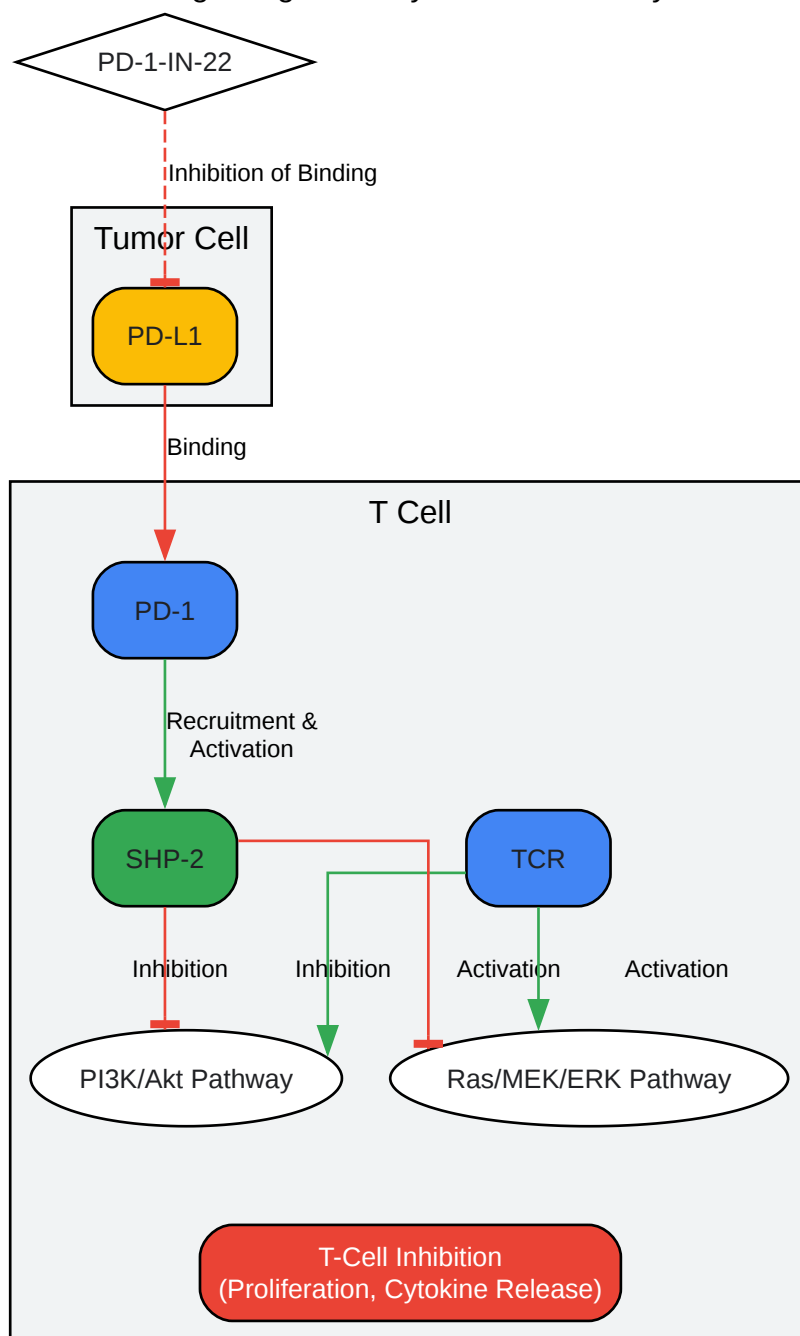 PD-1-IN-22
Inhibition of Binding
Tumor Cell
PD-L1
Binding
T Cell
PD-1
Recruitment &
Activation
SHP-2
TCR
Inhibition
Inhibition
Activation
Activation
PI3K/Akt Pathway
Ras/MEK/ERK Pathway
T-Cell Inhibition
(Proliferation, Cytokine Release)